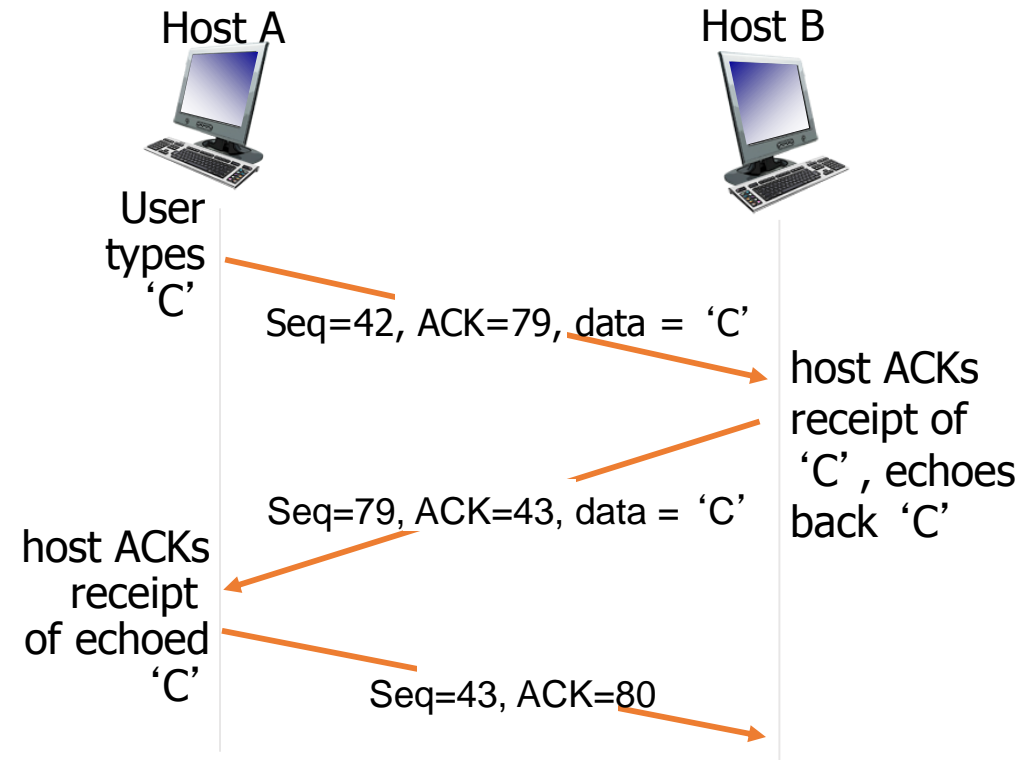 Host A
Host B
User
types
‘C’
Seq=42, ACK=79, data = ‘C’
host ACKs
receipt of
‘C’, echoes
back ‘C’
Seq=79, ACK=43, data = ‘C’
host ACKs
receipt
of echoed
‘C’
Seq=43, ACK=80